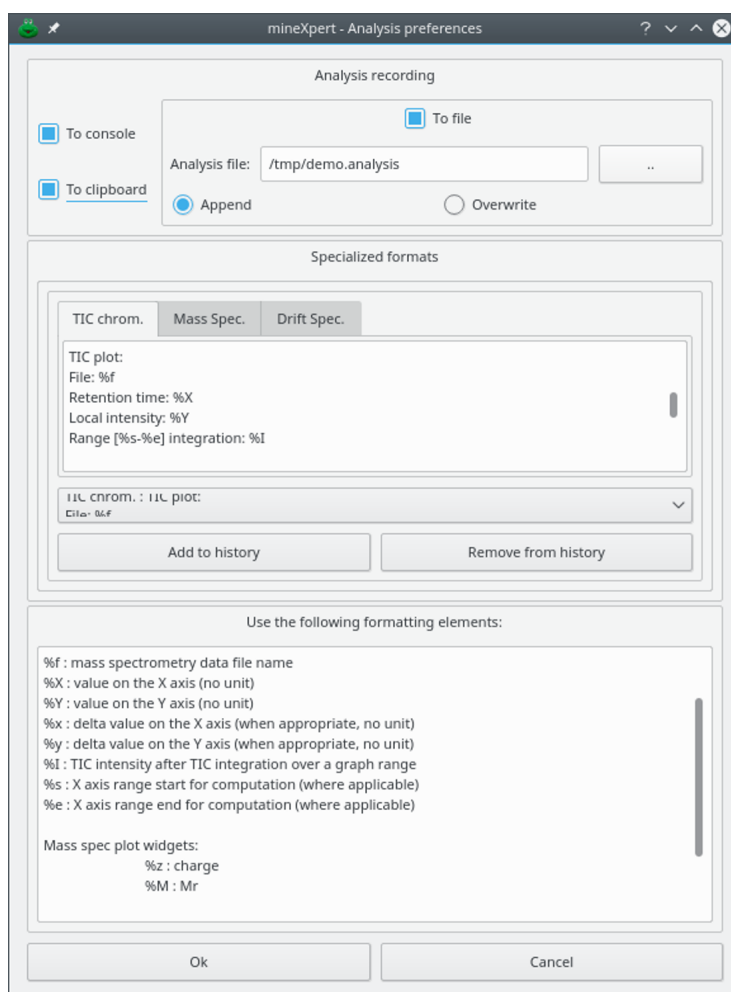 mineXpert - Analysis preferences
Analysis recording
To console
To file
Analysis file: /tmp/demo.analysis ..
To clipboard
Append Overwrite
Specialized formats
TIC chrom. Mass Spec. Drift Spec.
TIC plot:
File: %f
Retention time: %X
Local intensity: %Y
Range [%s-%e] integration: %I
TIC chrom. : TIC plot:
File: %f
Add to history Remove from history
Use the following formatting elements:
%f : mass spectrometry data file name
%X : value on the X axis (no unit)
%Y : value on the Y axis (no unit)
%x : delta value on the X axis (when appropriate, no unit)
%y : delta value on the Y axis (when appropriate, no unit)
%I : TIC intensity after TIC integration over a graph range
%s : X axis range start for computation (where applicable)
%e : X axis range end for computation (where applicable)
Mass spec plot widgets:
%z : charge
%M : Mr
Ok Cancel